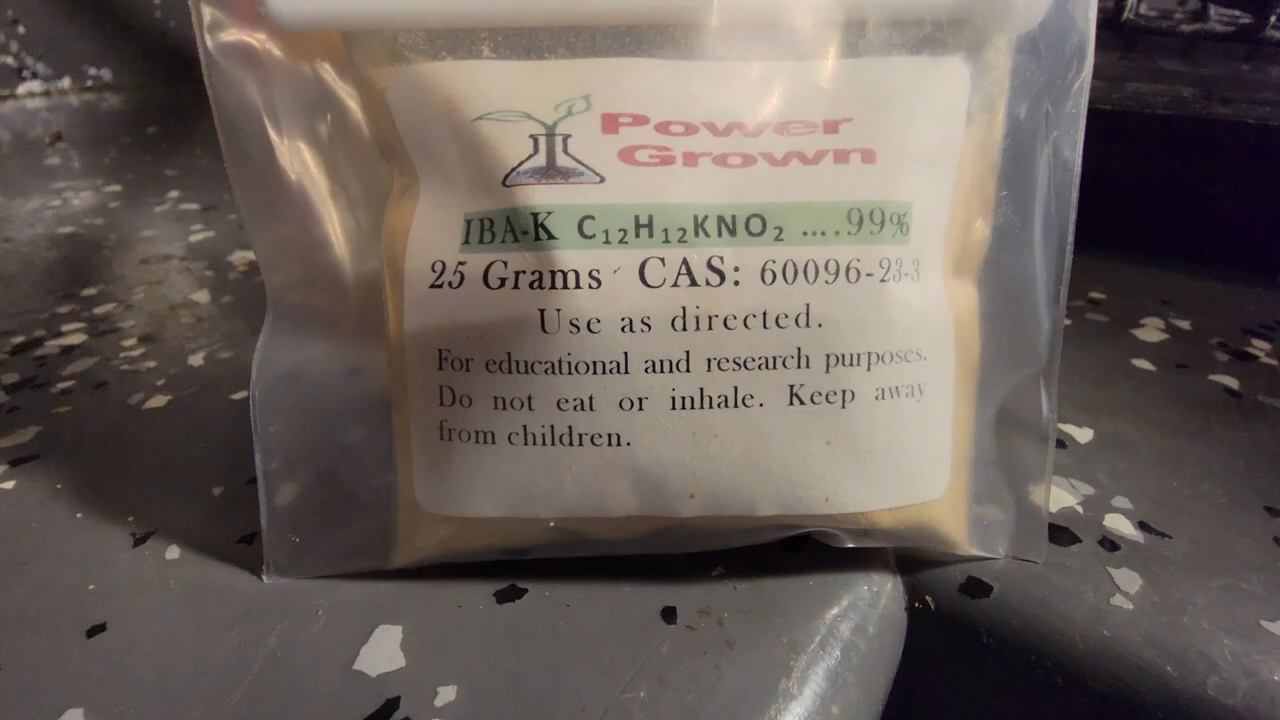 Power
Grown
IBA-K C₁₂H₁₂KNO₂ .....99%
25 Grams CAS: 60096-23-3
Use as directed.
For educational and research purposes.
Do not eat or inhale. Keep away
from children.